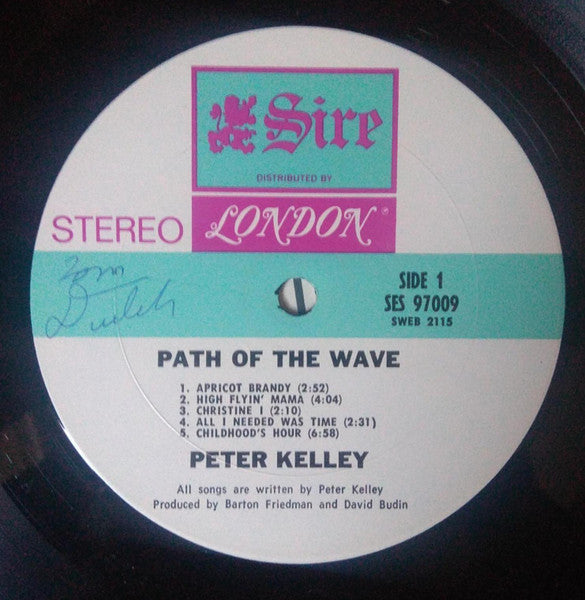 Sire
DISTRIBUTED BY
LONDON®
STEREO
SIDE 1
SES 97009
SWEB 2115
PATH OF THE WAVE
1. APRICOT BRANDY (2:52)
2. HIGH FLYIN' MAMA (4:04)
3. CHRISTINE I (2:10)
4. ALL I NEEDED WAS TIME (2:31)
5. CHILDHOOD'S HOUR (6:58)
PETER KELLEY
All songs are written by Peter Kelley
Produced by Barton Friedman and David Budin